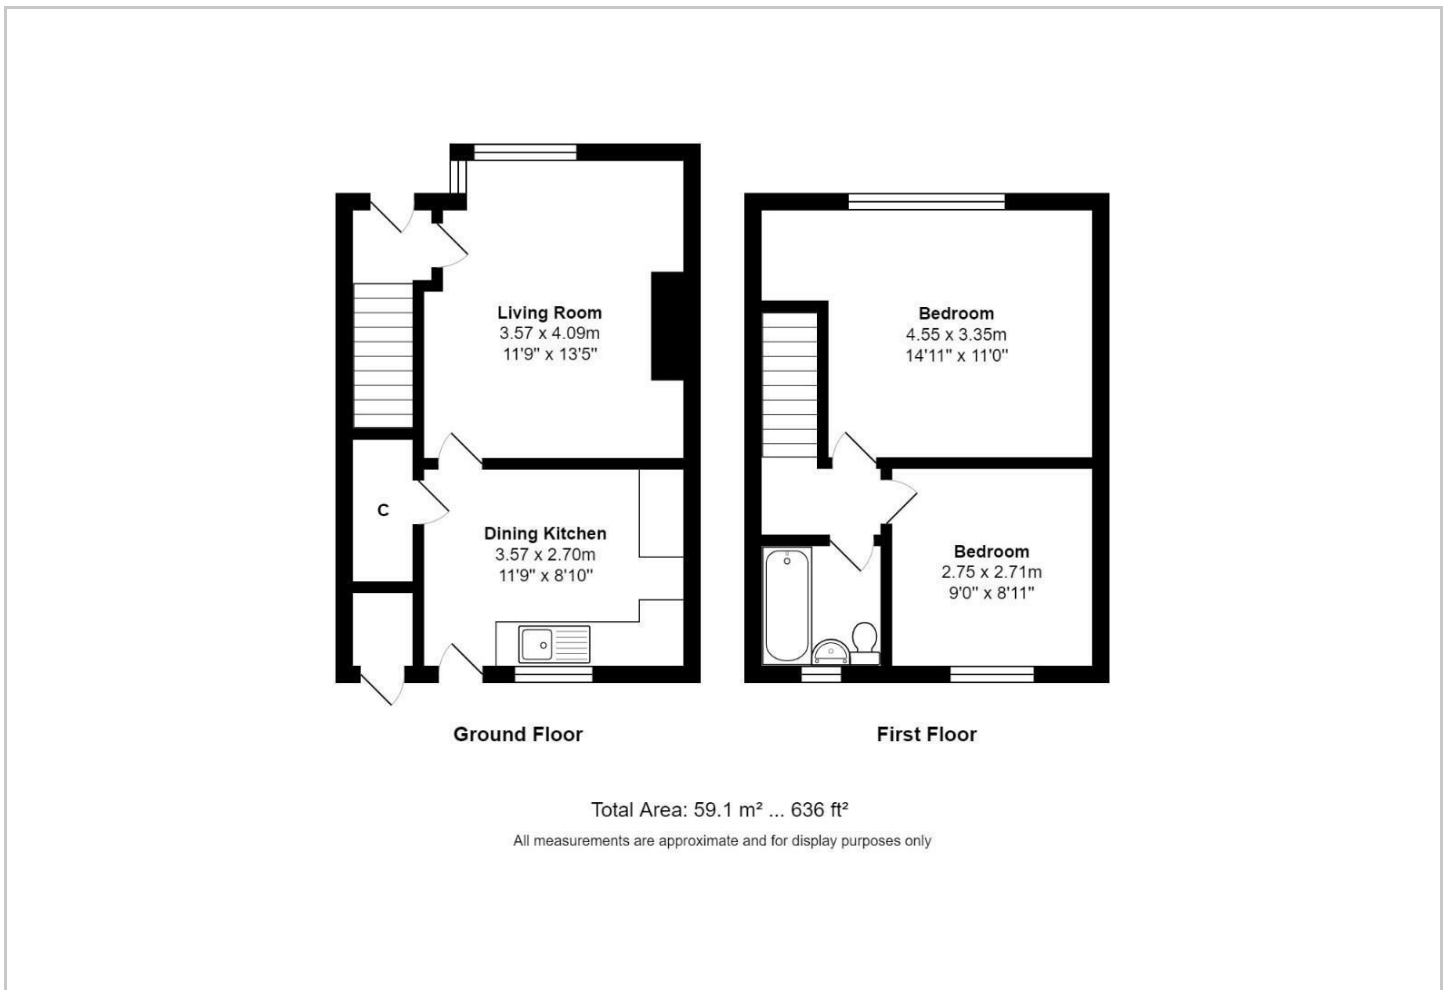 Living Room
3.57 x 4.09m
11'9" x 13'5"
C
Dining Kitchen
3.57 x 2.70m
11'9" x 8'10"
Ground Floor
Bedroom
4.55 x 3.35m
14'11" x 11'0"
Bedroom
2.75 x 2.71m
9'0" x 8'11"
First Floor
Total Area: 59.1 m² ... 636 ft²
All measurements are approximate and for display purposes only